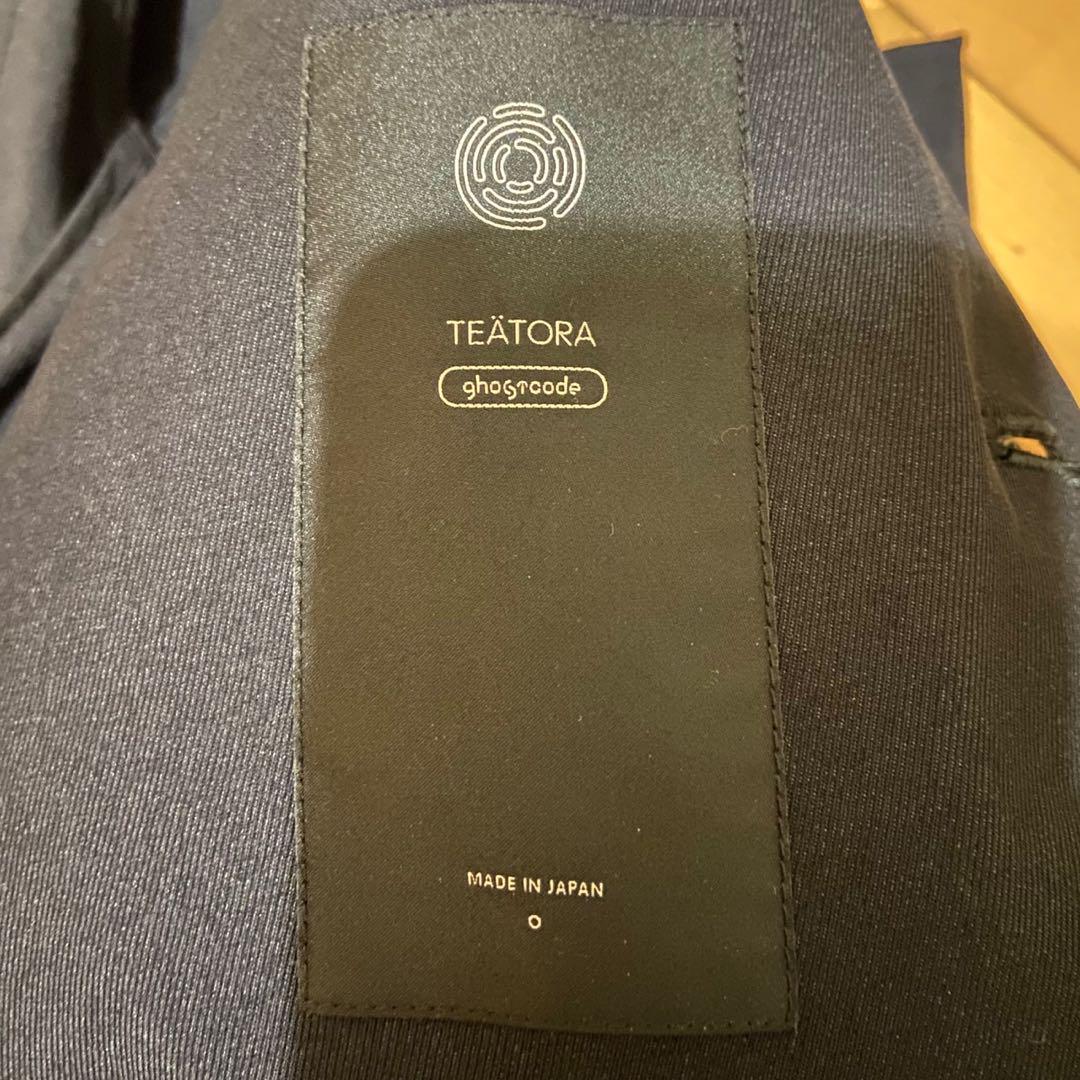 TEÄTORA
ghostcode
MADE IN JAPAN
0